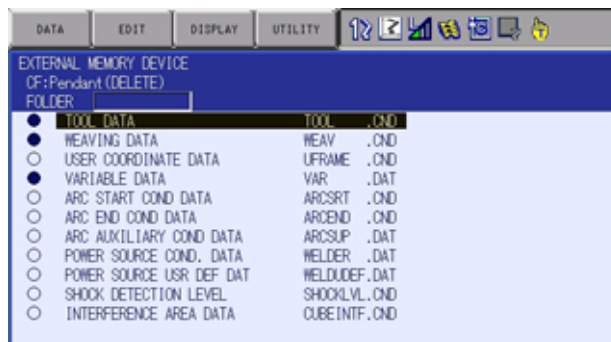 DATA EDIT DISPLAY UTILITY
EXTERNAL MEMORY DEVICE
CF:Pendant(DELETE)
FOLDER
TOOL DATA TOOL .CND
WEAVING DATA WEAV .CND
USER COORDINATE DATA UFRAME .CND
VARIABLE DATA VAR .DAT
ARC START COND DATA ARCSRT .CND
ARC END COND DATA ARCEND .CND
ARC AUXILIARY COND DATA ARCSUP .DAT
POWER SOURCE COND. DATA WELDER .DAT
POWER SOURCE USR DEF DAT WELDUDEF.DAT
SHOCK DETECTION LEVEL SHOCKLVL.CND
INTERFERENCE AREA DATA CUBEINTF.CND